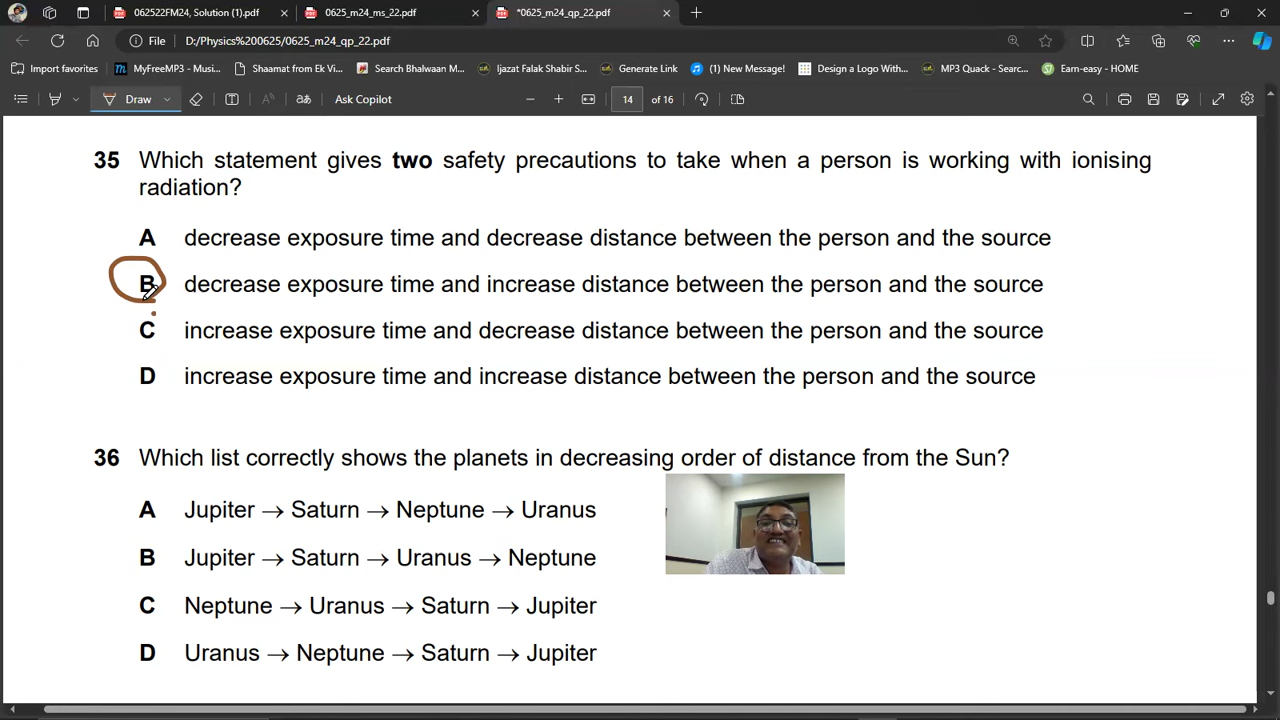 062522FM24, Solution (1).pdf
0625_m24_ms_22.pdf
*0625_m24_qp_22.pdf
File
D:/Physics%200625/0625_m24_qp_22.pdf
Import favorites
MyFreeMP3 - Musi...
Shaamat from Ek Vi...
Search Bhalwaan M...
Ijazat Falak Shabir S...
Generate Link
(1) New Message!
Design a Logo With...
MP3 Quack - Searc...
Earn-easy - HOME
Draw
Ask Copilot
14 of 16
35 Which statement gives two safety precautions to take when a person is working with ionising
radiation?
A decrease exposure time and decrease distance between the person and the source
B decrease exposure time and increase distance between the person and the source
C increase exposure time and decrease distance between the person and the source
D increase exposure time and increase distance between the person and the source
36 Which list correctly shows the planets in decreasing order of distance from the Sun?
A Jupiter → Saturn → Neptune → Uranus
B Jupiter → Saturn → Uranus → Neptune
C Neptune → Uranus → Saturn → Jupiter
D Uranus → Neptune → Saturn → Jupiter